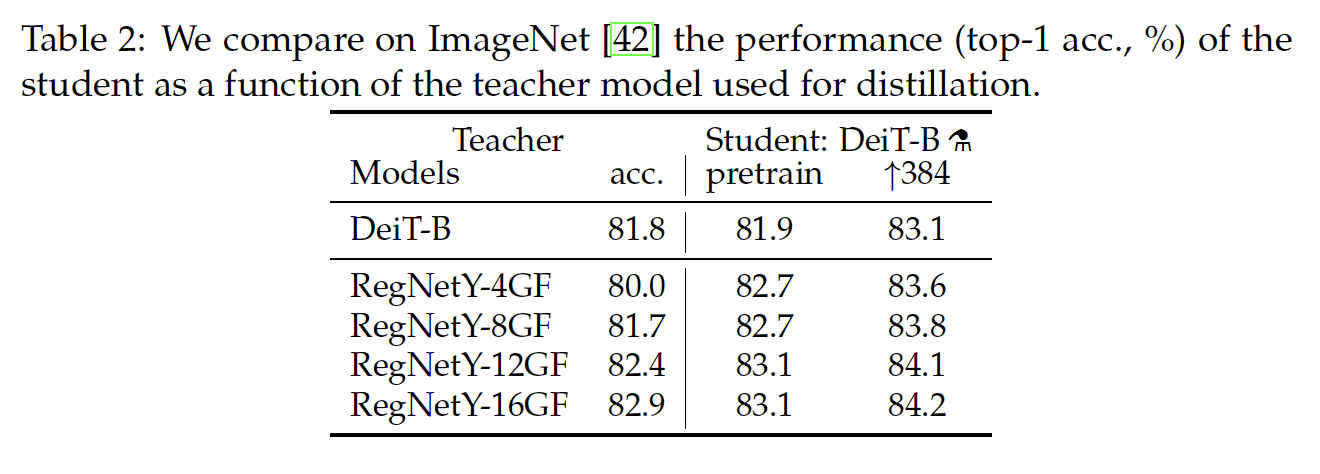 Table 2: We compare on ImageNet [42] the performance (top-1 acc., %) of the
student as a function of the teacher model used for distillation.
Teacher Student: DeiT-B ⚗
Models acc. pretrain ↑384
DeiT-B 81.8 81.9 83.1
RegNetY-4GF 80.0 82.7 83.6
RegNetY-8GF 81.7 82.7 83.8
RegNetY-12GF 82.4 83.1 84.1
RegNetY-16GF 82.9 83.1 84.2